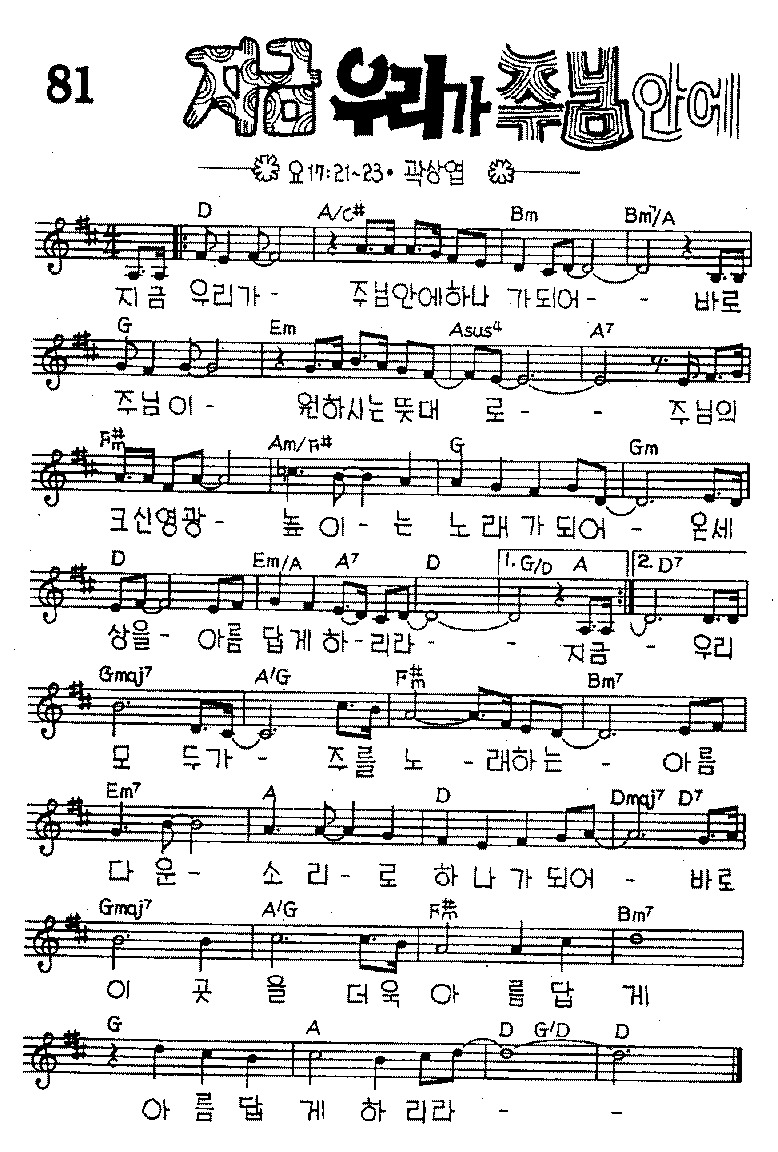 81 지금 우리가 주님 안에
요 17:21~23 • 곽상엽
D A/C# Bm Bm7/A
지금 우리가 - 주님안에하나 가되어 - - 바로
G Em Asus4 A7
주님이 - 원하시는 뜻대 로 - - 주님의
F#m Am/F# G Gm
크신영광 - 높 이 - 는 노 래 가 되어 - 온세
D Em/A A7 D 1. G/D A 2. D7
상을 - 아름 답게 하 - 리라 - - 지금 - 우리
Gmaj7 A/G F#m Bm7
모 두가 - 주를 노 - 래하는 - 아름
Em7 A D Dmaj7 D7
다 운 - 소 리 - 로 하 나 가 되어 - 바로
Gmaj7 A/G F#m Bm7
이 곳 을 더욱 아 름 답 게
G A D G/D D
아 름 답 게 하 리라 - -